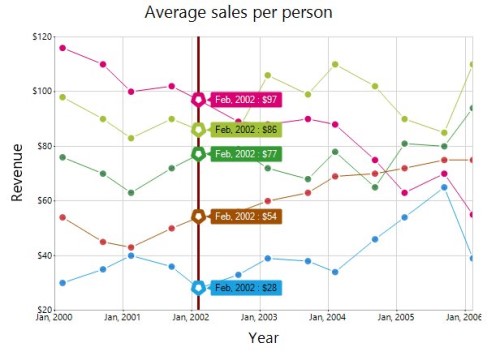 Average sales per person
$120
$100
$80
$60
$40
$20
Revenue
Feb, 2002 : $97
Feb, 2002 : $86
Feb, 2002 : $77
Feb, 2002 : $54
Feb, 2002 : $28
Jan, 2000
Jan, 2001
Jan, 2002
Jan, 2003
Jan, 2004
Jan, 2005
Jan, 2006
Year